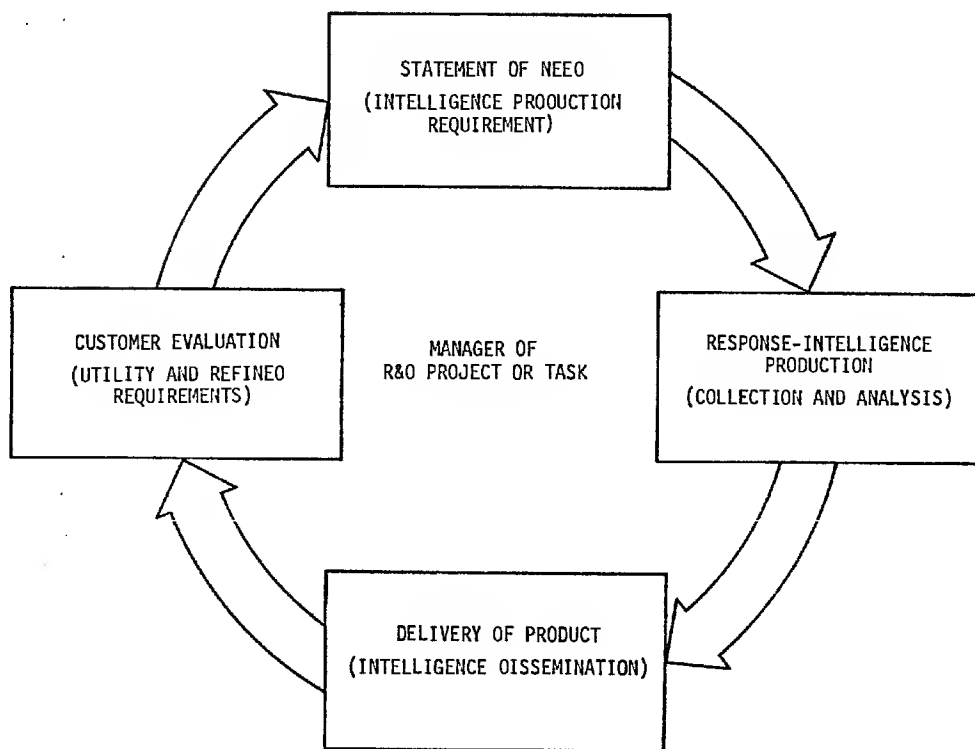 STATEMENT OF NEEO
(INTELLIGENCE PROOUCTION
REQUIREMENT)
CUSTOMER EVALUATION
(UTILITY AND REFINEO
REQUIREMENTS)
MANAGER OF
R&O PROJECT OR TASK
RESPONSE-INTELLIGENCE
PRODUCTION
(COLLECTION AND ANALYSIS)
DELIVERY OF PRODUCT
(INTELLIGENCE OISSEMINATION)